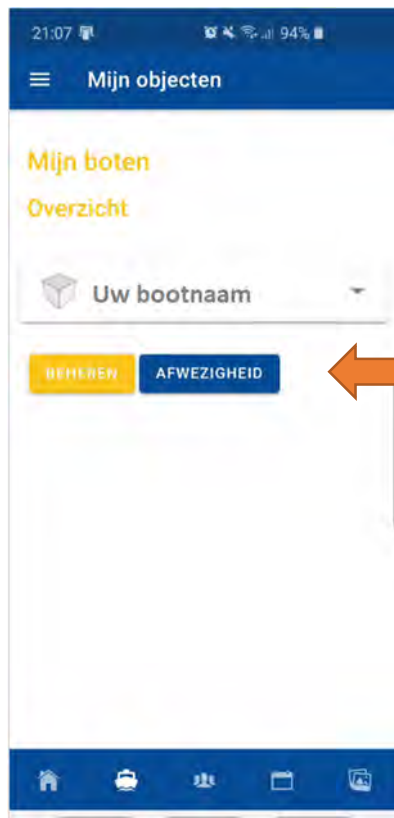 21:07 94%
Mijn objecten
Mijn boten
Overzicht
Uw bootnaam
BEHEREN AFWEZIGHEID